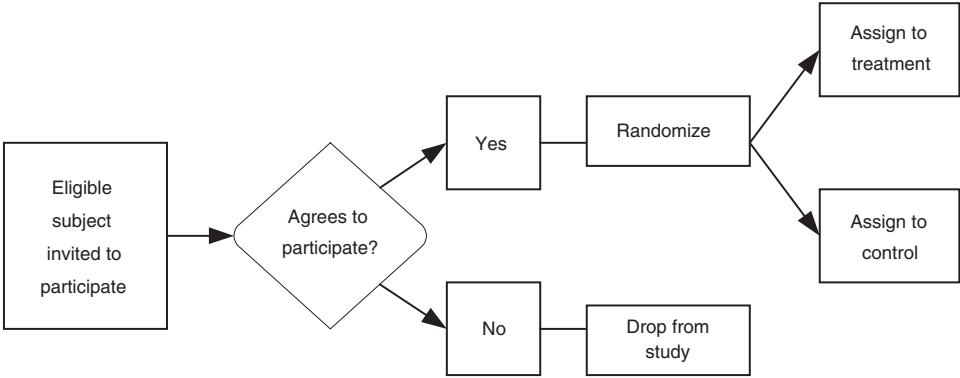 Eligible
subject
invited to
participate
Agrees to
participate?
Yes
Randomize
Assign to
treatment
Assign to
control
No
Drop from
study